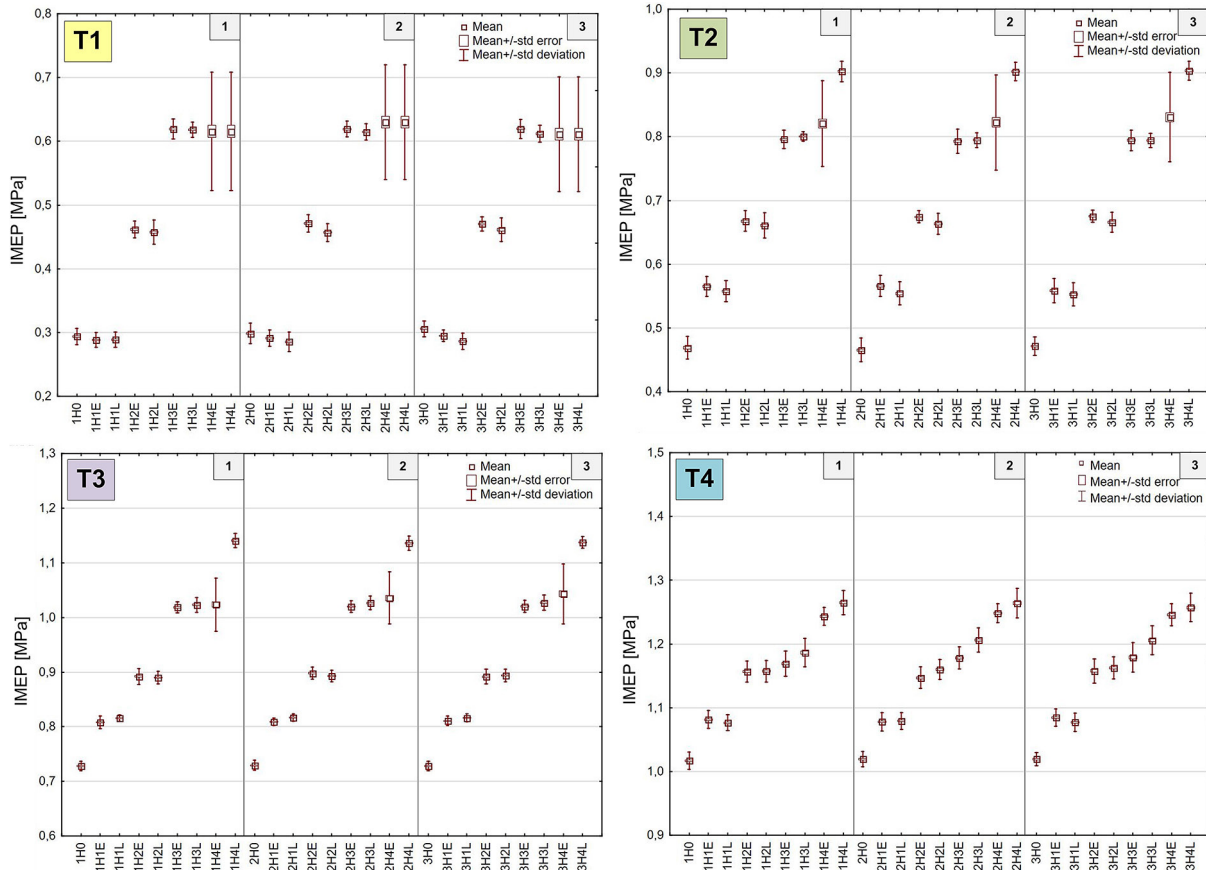 T1
1
2
3
Mean
Mean+/-std error
Mean+/-std deviation
IMEP [MPa]
0,8
0,7
0,6
0,5
0,4
0,3
0,2
1H0
1H1E
1H1L
1H2E
1H2L
1H3E
1H3L
1H4E
1H4L
2H0
2H1E
2H1L
2H2E
2H2L
2H3E
2H3L
2H4E
2H4L
3H0
3H1E
3H1L
3H2E
3H2L
3H3E
3H3L
3H4E
3H4L
T2
1
2
3
Mean
Mean+/-std error
Mean+/-std deviation
IMEP [MPa]
1,0
0,9
0,8
0,7
0,6
0,5
0,4
1H0
1H1E
1H1L
1H2E
1H2L
1H3E
1H3L
1H4E
1H4L
2H0
2H1E
2H1L
2H2E
2H2L
2H3E
2H3L
2H4E
2H4L
3H0
3H1E
3H1L
3H2E
3H2L
3H3E
3H3L
3H4E
3H4L
T3
1
2
3
Mean
Mean+/-std error
Mean+/-std deviation
IMEP [MPa]
1,3
1,2
1,1
1,0
0,9
0,8
0,7
0,6
1H0
1H1E
1H1L
1H2E
1H2L
1H3E
1H3L
1H4E
1H4L
2H0
2H1E
2H1L
2H2E
2H2L
2H3E
2H3L
2H4E
2H4L
3H0
3H1E
3H1L
3H2E
3H2L
3H3E
3H3L
3H4E
3H4L
T4
1
2
3
Mean
Mean+/-std error
Mean+/-std deviation
IMEP [MPa]
1,5
1,4
1,3
1,2
1,1
1,0
0,9
1H0
1H1E
1H1L
1H2E
1H2L
1H3E
1H3L
1H4E
1H4L
2H0
2H1E
2H1L
2H2E
2H2L
2H3E
2H3L
2H4E
2H4L
3H0
3H1E
3H1L
3H2E
3H2L
3H3E
3H3L
3H4E
3H4L